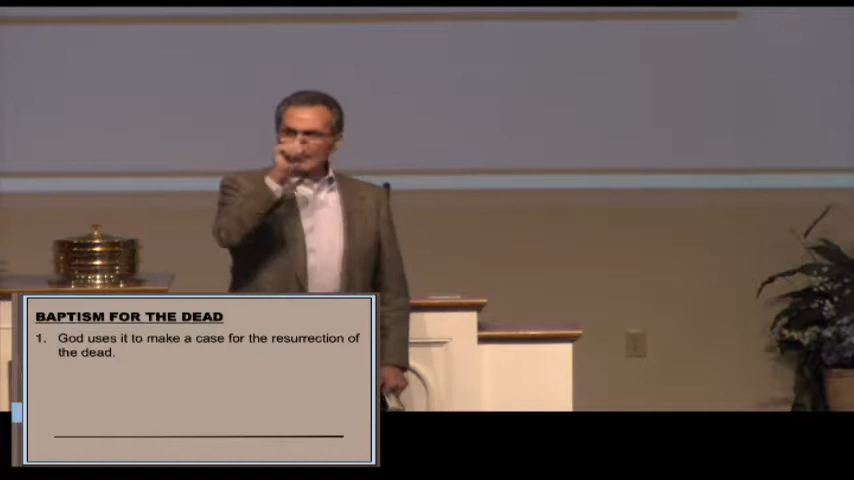 BAPTISM FOR THE DEAD
1. God uses it to make a case for the resurrection of
the dead.